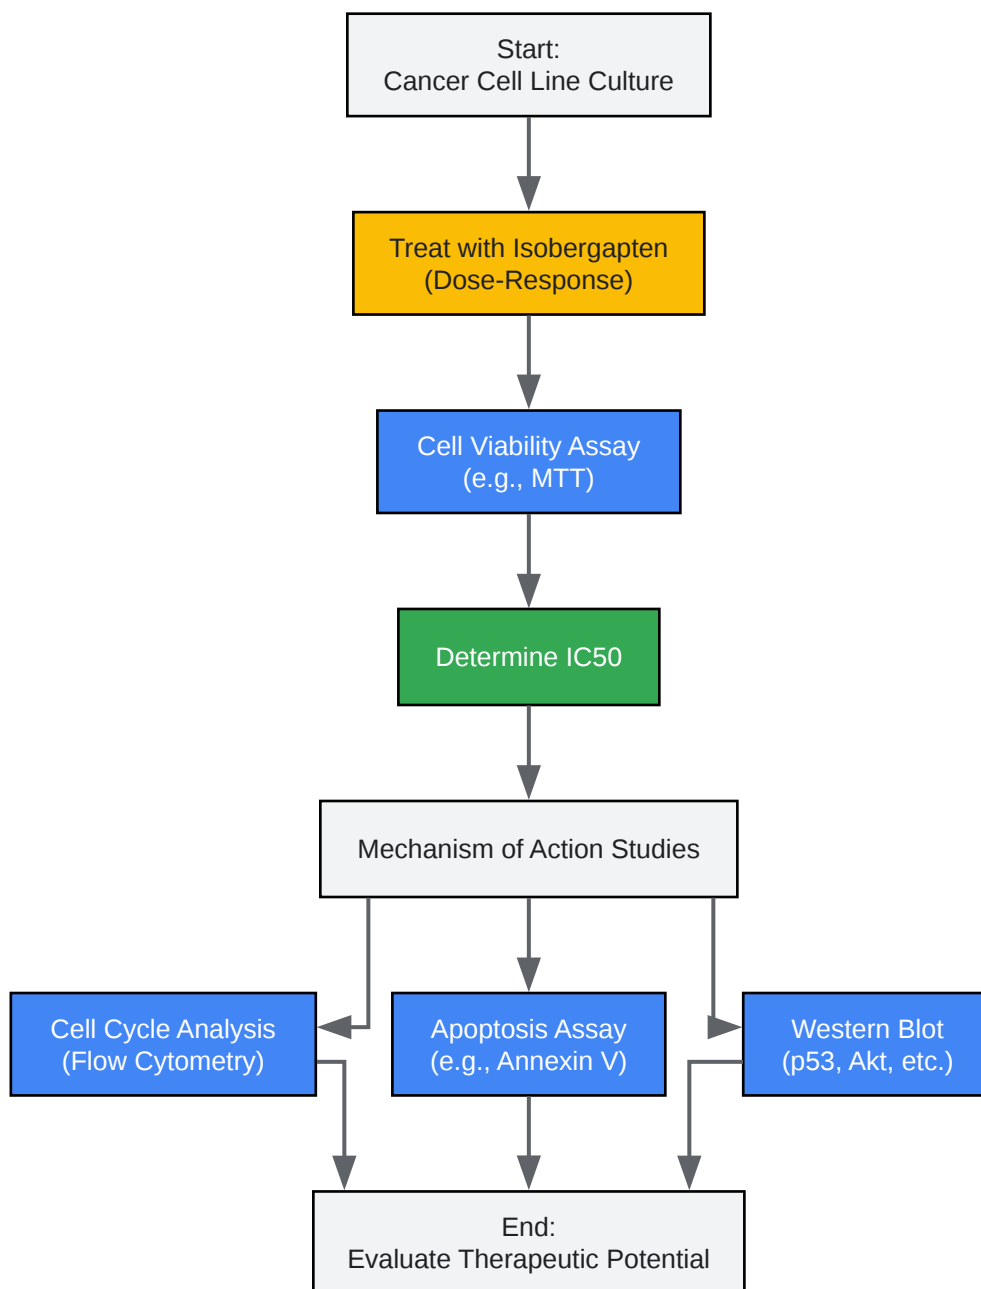 Start:
Cancer Cell Line Culture
Treat with Isobergapten
(Dose-Response)
Cell Viability Assay
(e.g., MTT)
Determine IC50
Mechanism of Action Studies
Cell Cycle Analysis
(Flow Cytometry)
Apoptosis Assay
(e.g., Annexin V)
Western Blot
(p53, Akt, etc.)
End:
Evaluate Therapeutic Potential